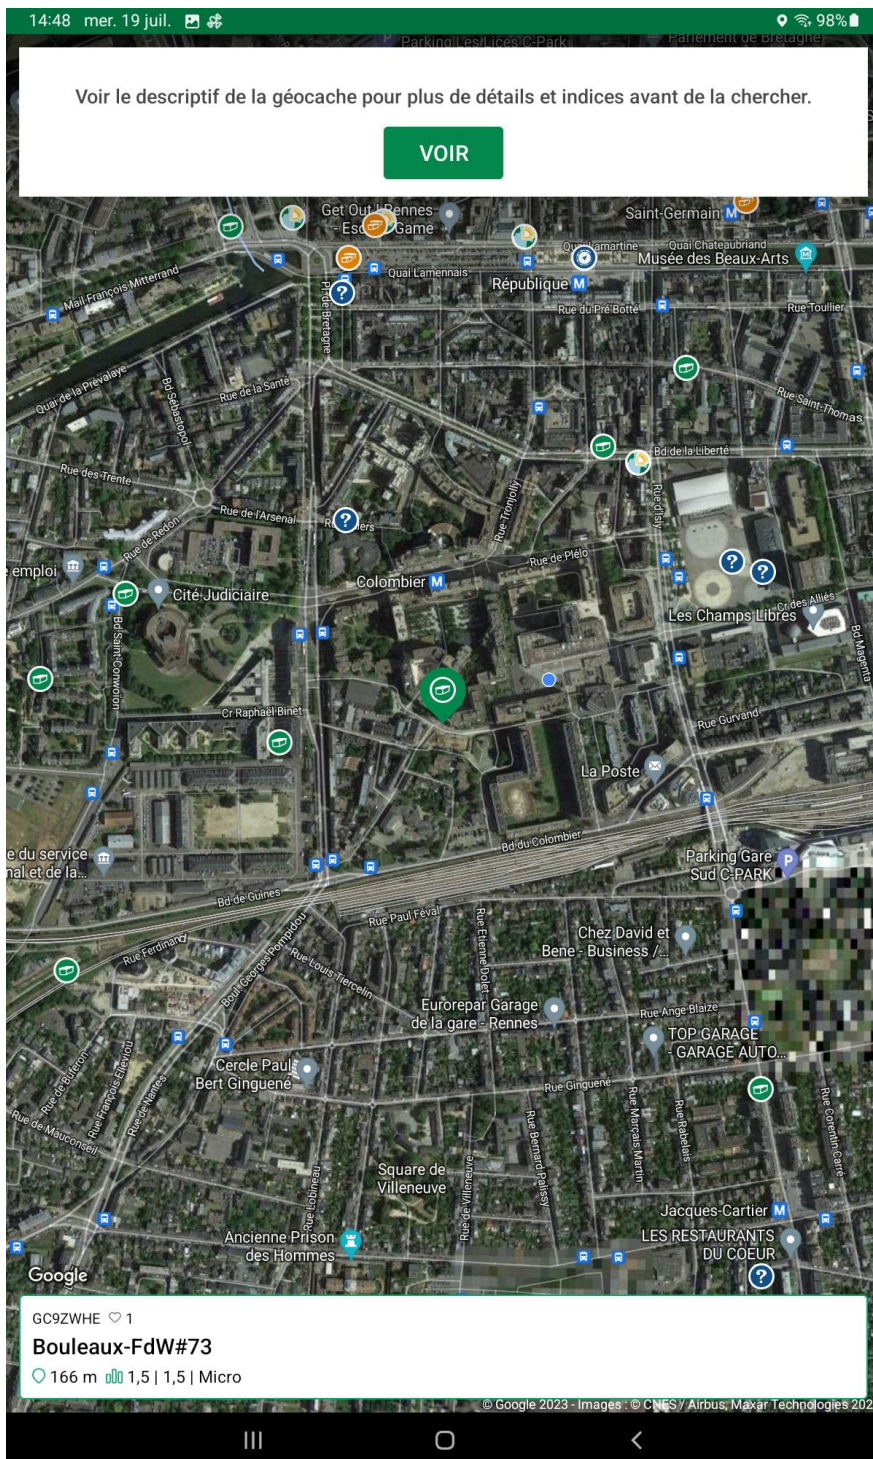 14:48 mer. 19 juil.
98%
Parking Les Lices C-Park
Parlement de Bretagne
Voir le descriptif de la géocache pour plus de détails et indices avant de la chercher.
VOIR
Get Out ! Rennes
- Escape Game
Saint-Germain M
Quai Lamartine
Quai Chateaubriand
Musée des Beaux-Arts
Mail François Mitterrand
Quai Lamennais
République M
Pl. de Bretagne
Rue du Pré Botté
Rue Toullier
Quai de la Prévalaye
Bd Sébastopol
Rue de la Santé
Rue Saint-Thomas
Bd de la Liberté
Rue des Trente
Rue de l'Arsenal
Rue Tronjolly
Rue d'Isly
Rue de Redon
Rue de Plélo
e emploi
Colombier M
Cité Judiciaire
Cr des Alliés
Les Champs Libres
Bd Saint-Conwoïon
Bd Magenta
Cr Raphaël Binet
Rue Gurvand
La Poste
Bd du Colombier
e du service
nal et de la...
Parking Gare
Sud C-PARK
P
Bd de Guines
Rue Paul Féval
Rue Ferdinand
Boul. Georges Pompidou
Rue Louis Tiercelin
Rue Etienne Dolet
Chez David et
Bene - Business /...
Eurorepar Garage
de la gare - Rennes
Rue Ange Blaize
TOP GARAGE
- GARAGE AUTO...
Rue de Buferon
Rue François Elleviou
Rue de Nantes
Cercle Paul
Bert Ginguené
Rue Ginguené
Rue de Mauconseil
Rue Bernard Palissy
Rue Marçais Martin
Rue Rabelais
Rue Corentin Carré
Square de
Villeneuve
Rue Lobineau
Rue de Villeneuve
Jacques-Cartier M
Ancienne Prison
des Hommes
LES RESTAURANTS
DU COEUR
Google
GC9ZWHE 1
Bouleaux-FdW#73
166 m 1,5 | 1,5 | Micro
© Google 2023 - Images : © CNES / Airbus, Maxar Technologies 202